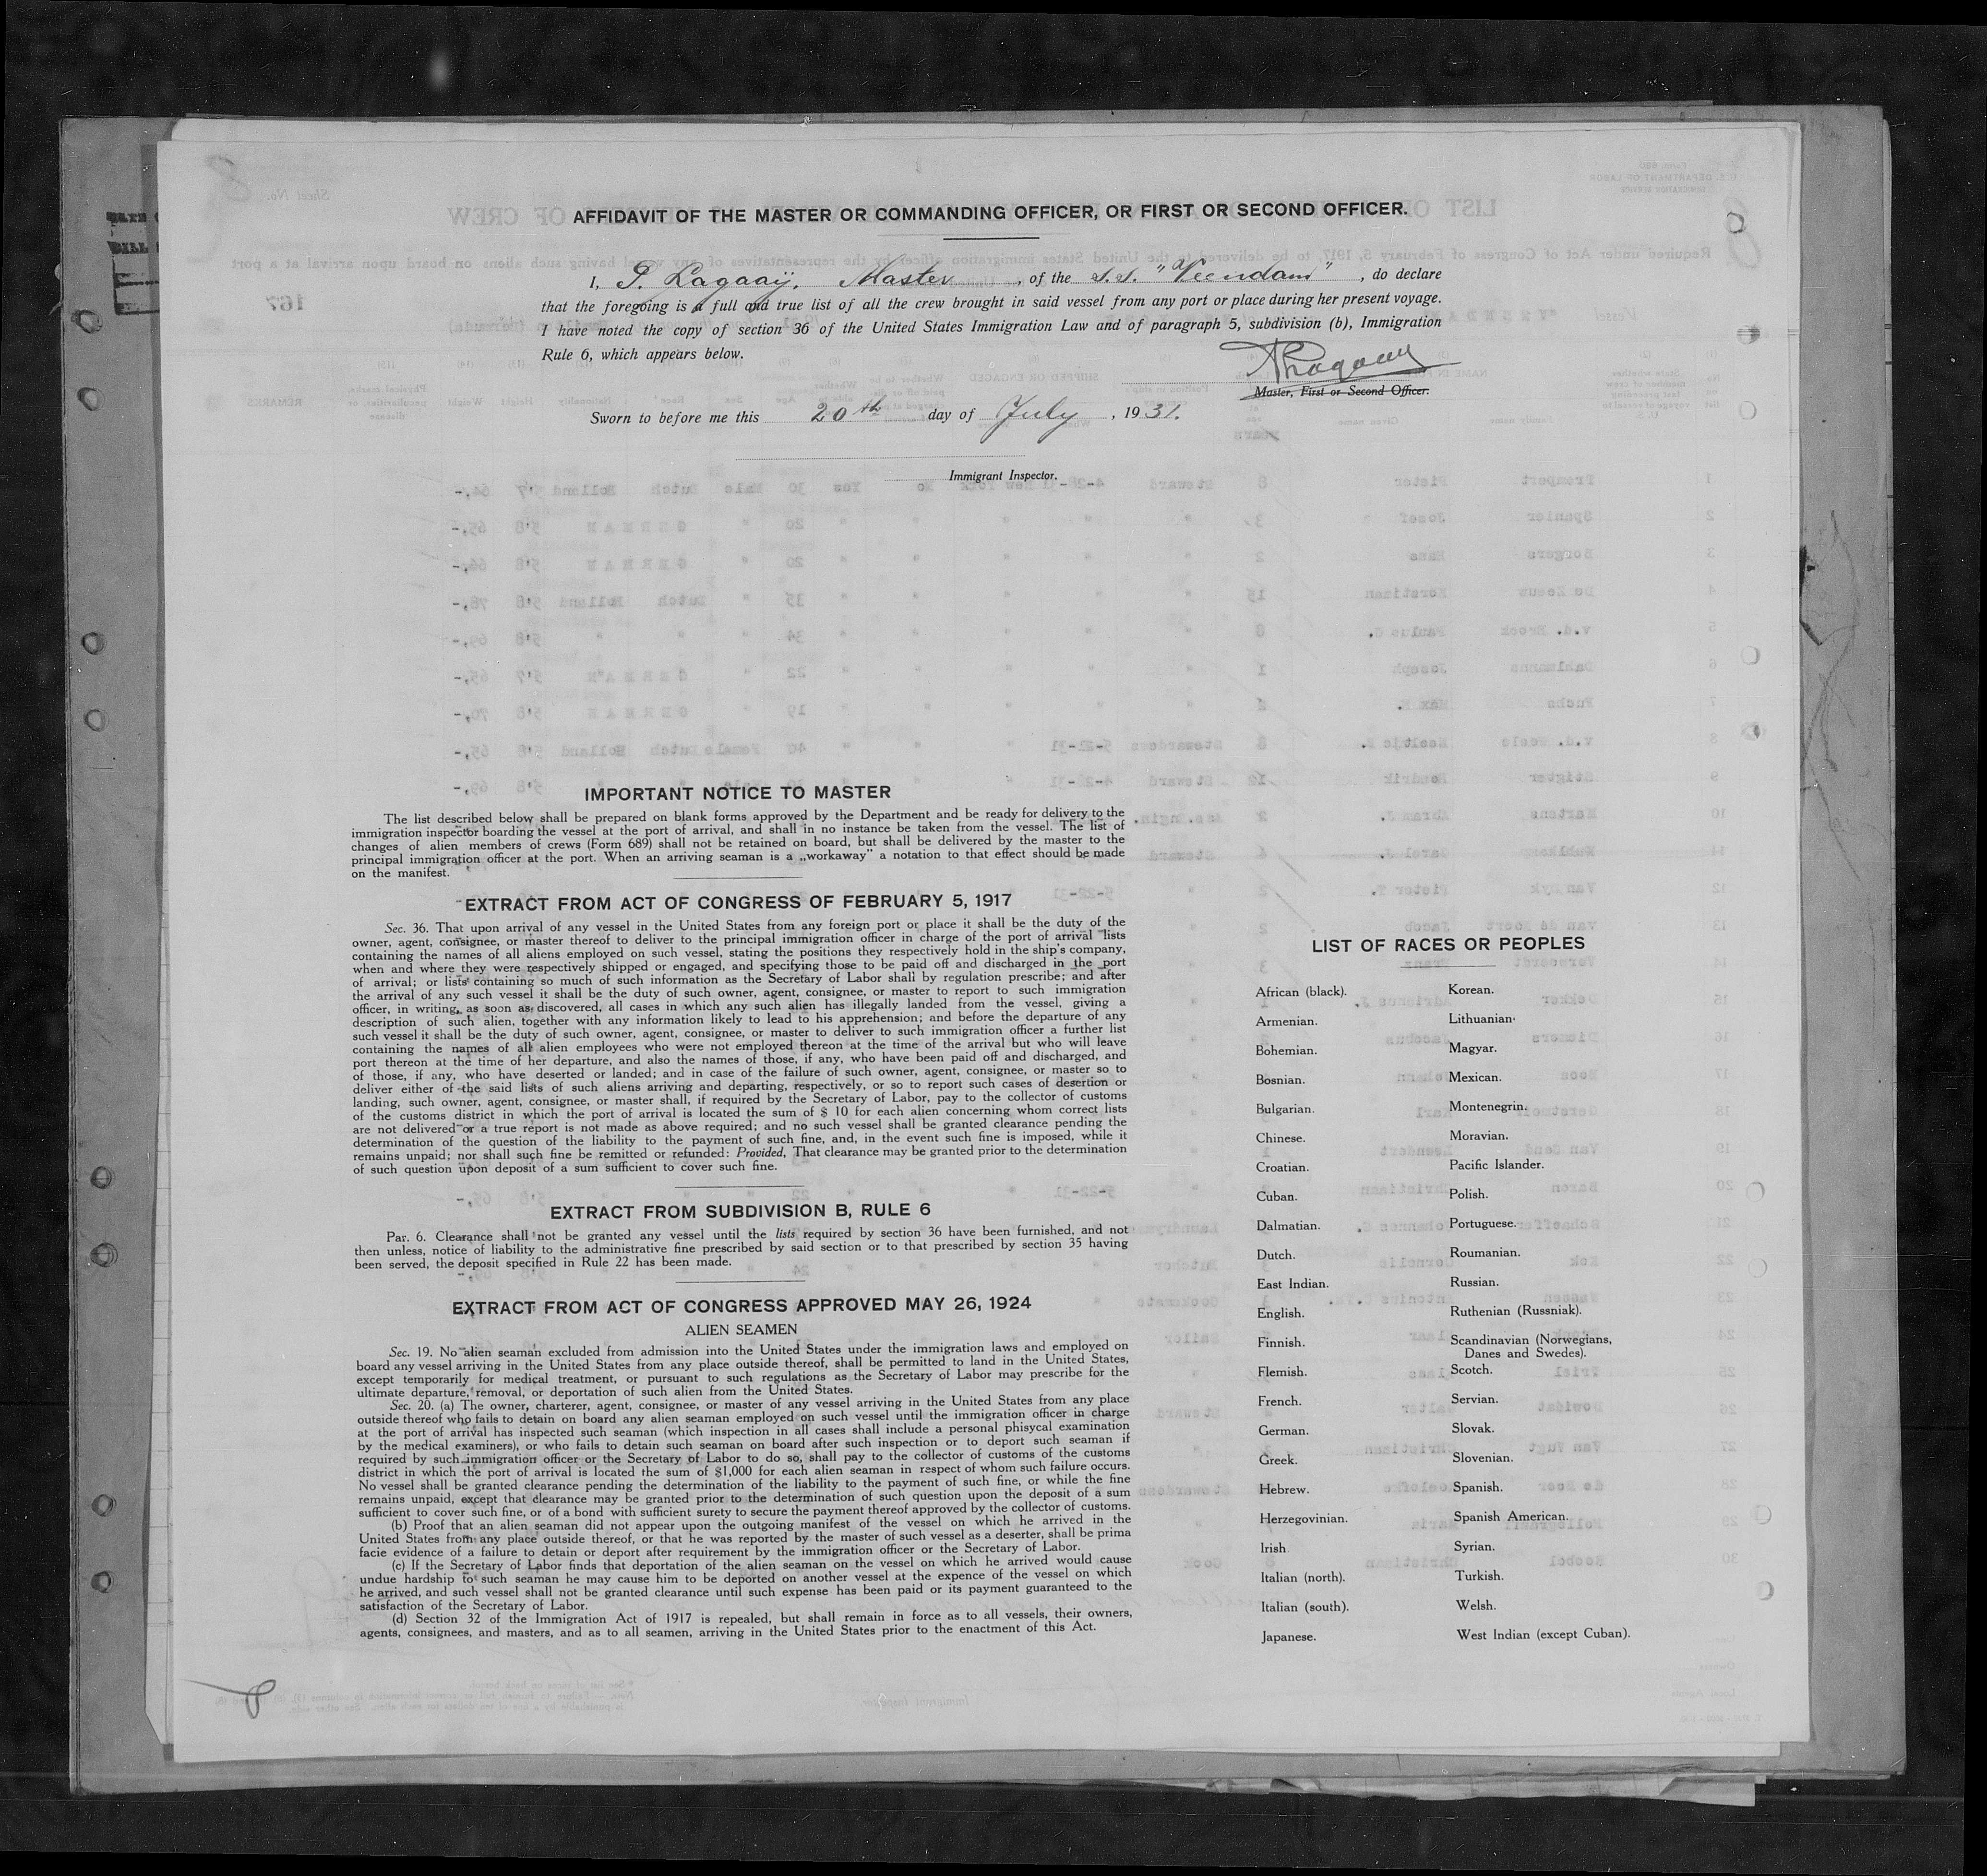 AFFIDAVIT OF THE MASTER OR COMMANDING OFFICER, OR FIRST OR SECOND OFFICER.
I, P. Lagaaij, Master, of the S.S. "Veendam", do declare
that the foregoing is a full and true list of all the crew brought in said vessel from any port or place during her present voyage.
I have noted the copy of section 36 of the United States Immigration Law and of paragraph 5, subdivision (b), Immigration
Rule 6, which appears below.
Master, First or Second Officer.
Sworn to before me this 20th day of July, 1931.
Immigrant Inspector.
IMPORTANT NOTICE TO MASTER
The list described below shall be prepared on blank forms approved by the Department and be ready for delivery to the
immigration inspector boarding the vessel at the port of arrival, and shall in no instance be taken from the vessel. The list of
changes of alien members of crews (Form 689) shall not be retained on board, but shall be delivered by the master to the
principal immigration officer at the port. When an arriving seaman is a „workaway" a notation to that effect should be made
on the manifest.
EXTRACT FROM ACT OF CONGRESS OF FEBRUARY 5, 1917
Sec. 36. That upon arrival of any vessel in the United States from any foreign port or place it shall be the duty of the
owner, agent, consignee, or master thereof to deliver to the principal immigration officer in charge of the port of arrival lists
containing the names of all aliens employed on such vessel, stating the positions they respectively hold in the ship's company,
when and where they were respectively shipped or engaged, and specifying those to be paid off and discharged in the port
of arrival; or lists containing so much of such information as the Secretary of Labor shall by regulation prescribe; and after
the arrival of any such vessel it shall be the duty of such owner, agent, consignee, or master to report to such immigration
officer, in writing, as soon as discovered, all cases in which any such alien has illegally landed from the vessel, giving a
description of such alien, together with any information likely to lead to his apprehension; and before the departure of any
such vessel it shall be the duty of such owner, agent, consignee, or master to deliver to such immigration officer a further list
containing the names of all alien employees who were not employed thereon at the time of the arrival but who will leave
port thereon at the time of her departure, and also the names of those, if any, who have been paid off and discharged, and
of those, if any, who have deserted or landed; and in case of the failure of such owner, agent, consignee, or master so to
deliver either of the said lists of such aliens arriving and departing, respectively, or so to report such cases of desertion or
landing, such owner, agent, consignee, or master shall, if required by the Secretary of Labor, pay to the collector of customs
of the customs district in which the port of arrival is located the sum of $ 10 for each alien concerning whom correct lists
are not delivered or a true report is not made as above required; and no such vessel shall be granted clearance pending the
determination of the question of the liability to the payment of such fine, and, in the event such fine is imposed, while it
remains unpaid; nor shall such fine be remitted or refunded: Provided, That clearance may be granted prior to the determination
of such question upon deposit of a sum sufficient to cover such fine.
EXTRACT FROM SUBDIVISION B, RULE 6
Par. 6. Clearance shall not be granted any vessel until the lists required by section 36 have been furnished, and not
then unless, notice of liability to the administrative fine prescribed by said section or to that prescribed by section 35 having
been served, the deposit specified in Rule 22 has been made.
EXTRACT FROM ACT OF CONGRESS APPROVED MAY 26, 1924
ALIEN SEAMEN
Sec. 19. No alien seaman excluded from admission into the United States under the immigration laws and employed on
board any vessel arriving in the United States from any place outside thereof, shall be permitted to land in the United States,
except temporarily for medical treatment, or pursuant to such regulations as the Secretary of Labor may prescribe for the
ultimate departure, removal, or deportation of such alien from the United States.
Sec. 20. (a) The owner, charterer, agent, consignee, or master of any vessel arriving in the United States from any place
outside thereof who fails to detain on board any alien seaman employed on such vessel until the immigration officer in charge
at the port of arrival has inspected such seaman (which inspection in all cases shall include a personal phisycal examination
by the medical examiners), or who fails to detain such seaman on board after such inspection or to deport such seaman if
required by such immigration officer or the Secretary of Labor to do so, shall pay to the collector of customs of the customs
district in which the port of arrival is located the sum of $1,000 for each alien seaman in respect of whom such failure occurs.
No vessel shall be granted clearance pending the determination of the liability to the payment of such fine, or while the fine
remains unpaid, except that clearance may be granted prior to the determination of such question upon the deposit of a sum
sufficient to cover such fine, or of a bond with sufficient surety to secure the payment thereof approved by the collector of customs.
(b) Proof that an alien seaman did not appear upon the outgoing manifest of the vessel on which he arrived in the
United States from any place outside thereof, or that he was reported by the master of such vessel as a deserter, shall be prima
facie evidence of a failure to detain or deport after requirement by the immigration officer or the Secretary of Labor.
(c) If the Secretary of Labor finds that deportation of the alien seaman on the vessel on which he arrived would cause
undue hardship to such seaman he may cause him to be deported on another vessel at the expence of the vessel on which
he arrived, and such vessel shall not be granted clearance until such expense has been paid or its payment guaranteed to the
satisfaction of the Secretary of Labor.
(d) Section 32 of the Immigration Act of 1917 is repealed, but shall remain in force as to all vessels, their owners,
agents, consignees, and masters, and as to all seamen, arriving in the United States prior to the enactment of this Act.
LIST OF RACES OR PEOPLES
African (black).
Armenian.
Bohemian.
Bosnian.
Bulgarian.
Chinese.
Croatian.
Cuban.
Dalmatian.
Dutch.
East Indian.
English.
Finnish.
Flemish.
French.
German.
Greek.
Hebrew.
Herzegovinian.
Irish
Italian (north).
Italian (south).
Japanese.
Korean.
Lithuanian.
Magyar.
Mexican.
Montenegrin.
Moravian.
Pacific Islander.
Polish.
Portuguese.
Roumanian.
Russian.
Ruthenian (Russniak).
Scandinavian (Norwegians,
Danes and Swedes).
Scotch.
Servian.
Slovak.
Slovenian.
Spanish.
Spanish American.
Syrian.
Turkish.
Welsh.
West Indian (except Cuban).